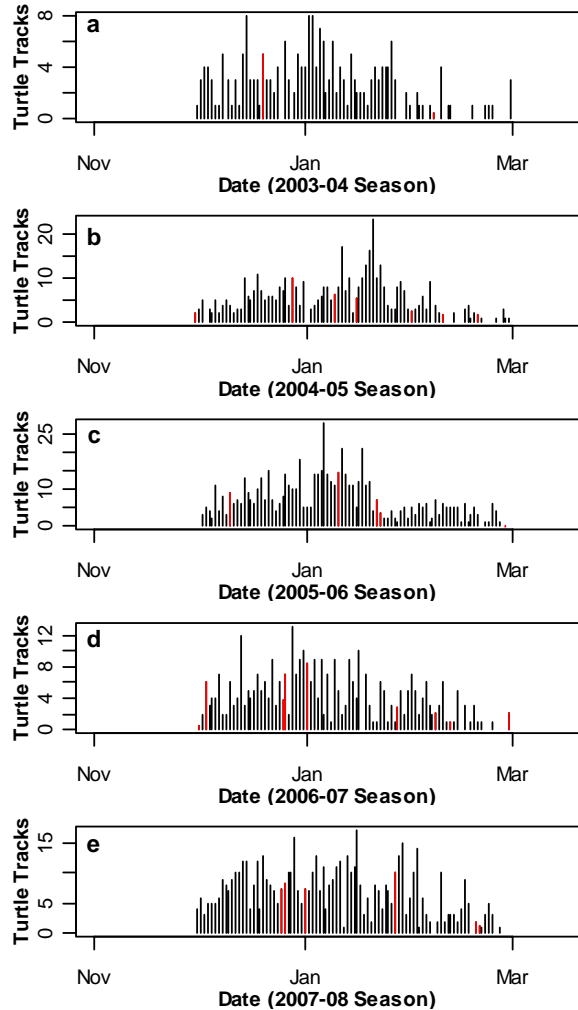 a
Turtle Tracks
8
4
0
Nov Jan Mar
Date (2003-04 Season)
b
Turtle Tracks
20
10
0
Nov Jan Mar
Date (2004-05 Season)
c
Turtle Tracks
25
10
0
Nov Jan Mar
Date (2005-06 Season)
d
Turtle Tracks
12
8
4
0
Nov Jan Mar
Date (2006-07 Season)
e
Turtle Tracks
15
5
0
Nov Jan Mar
Date (2007-08 Season)